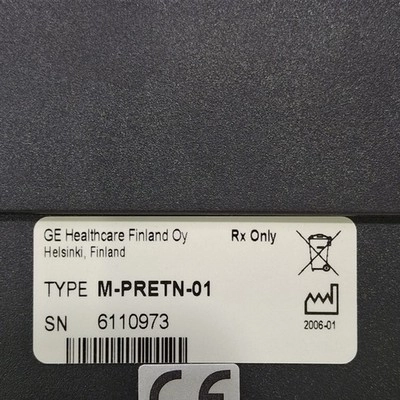 GE Healthcare Finland Oy
Rx Only
Helsinki, Finland
TYPE M-PRETN-01
SN 6110973
2006-01
CE